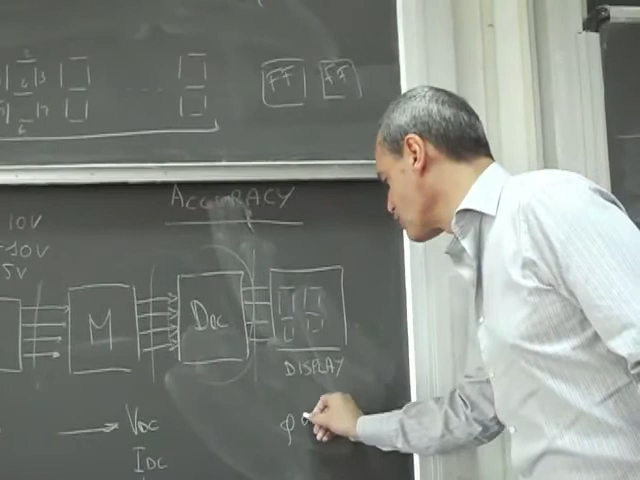 FF FF
ACCURACY
10V
-10V
5V
M DEC
DISPLAY
VDC
IDC